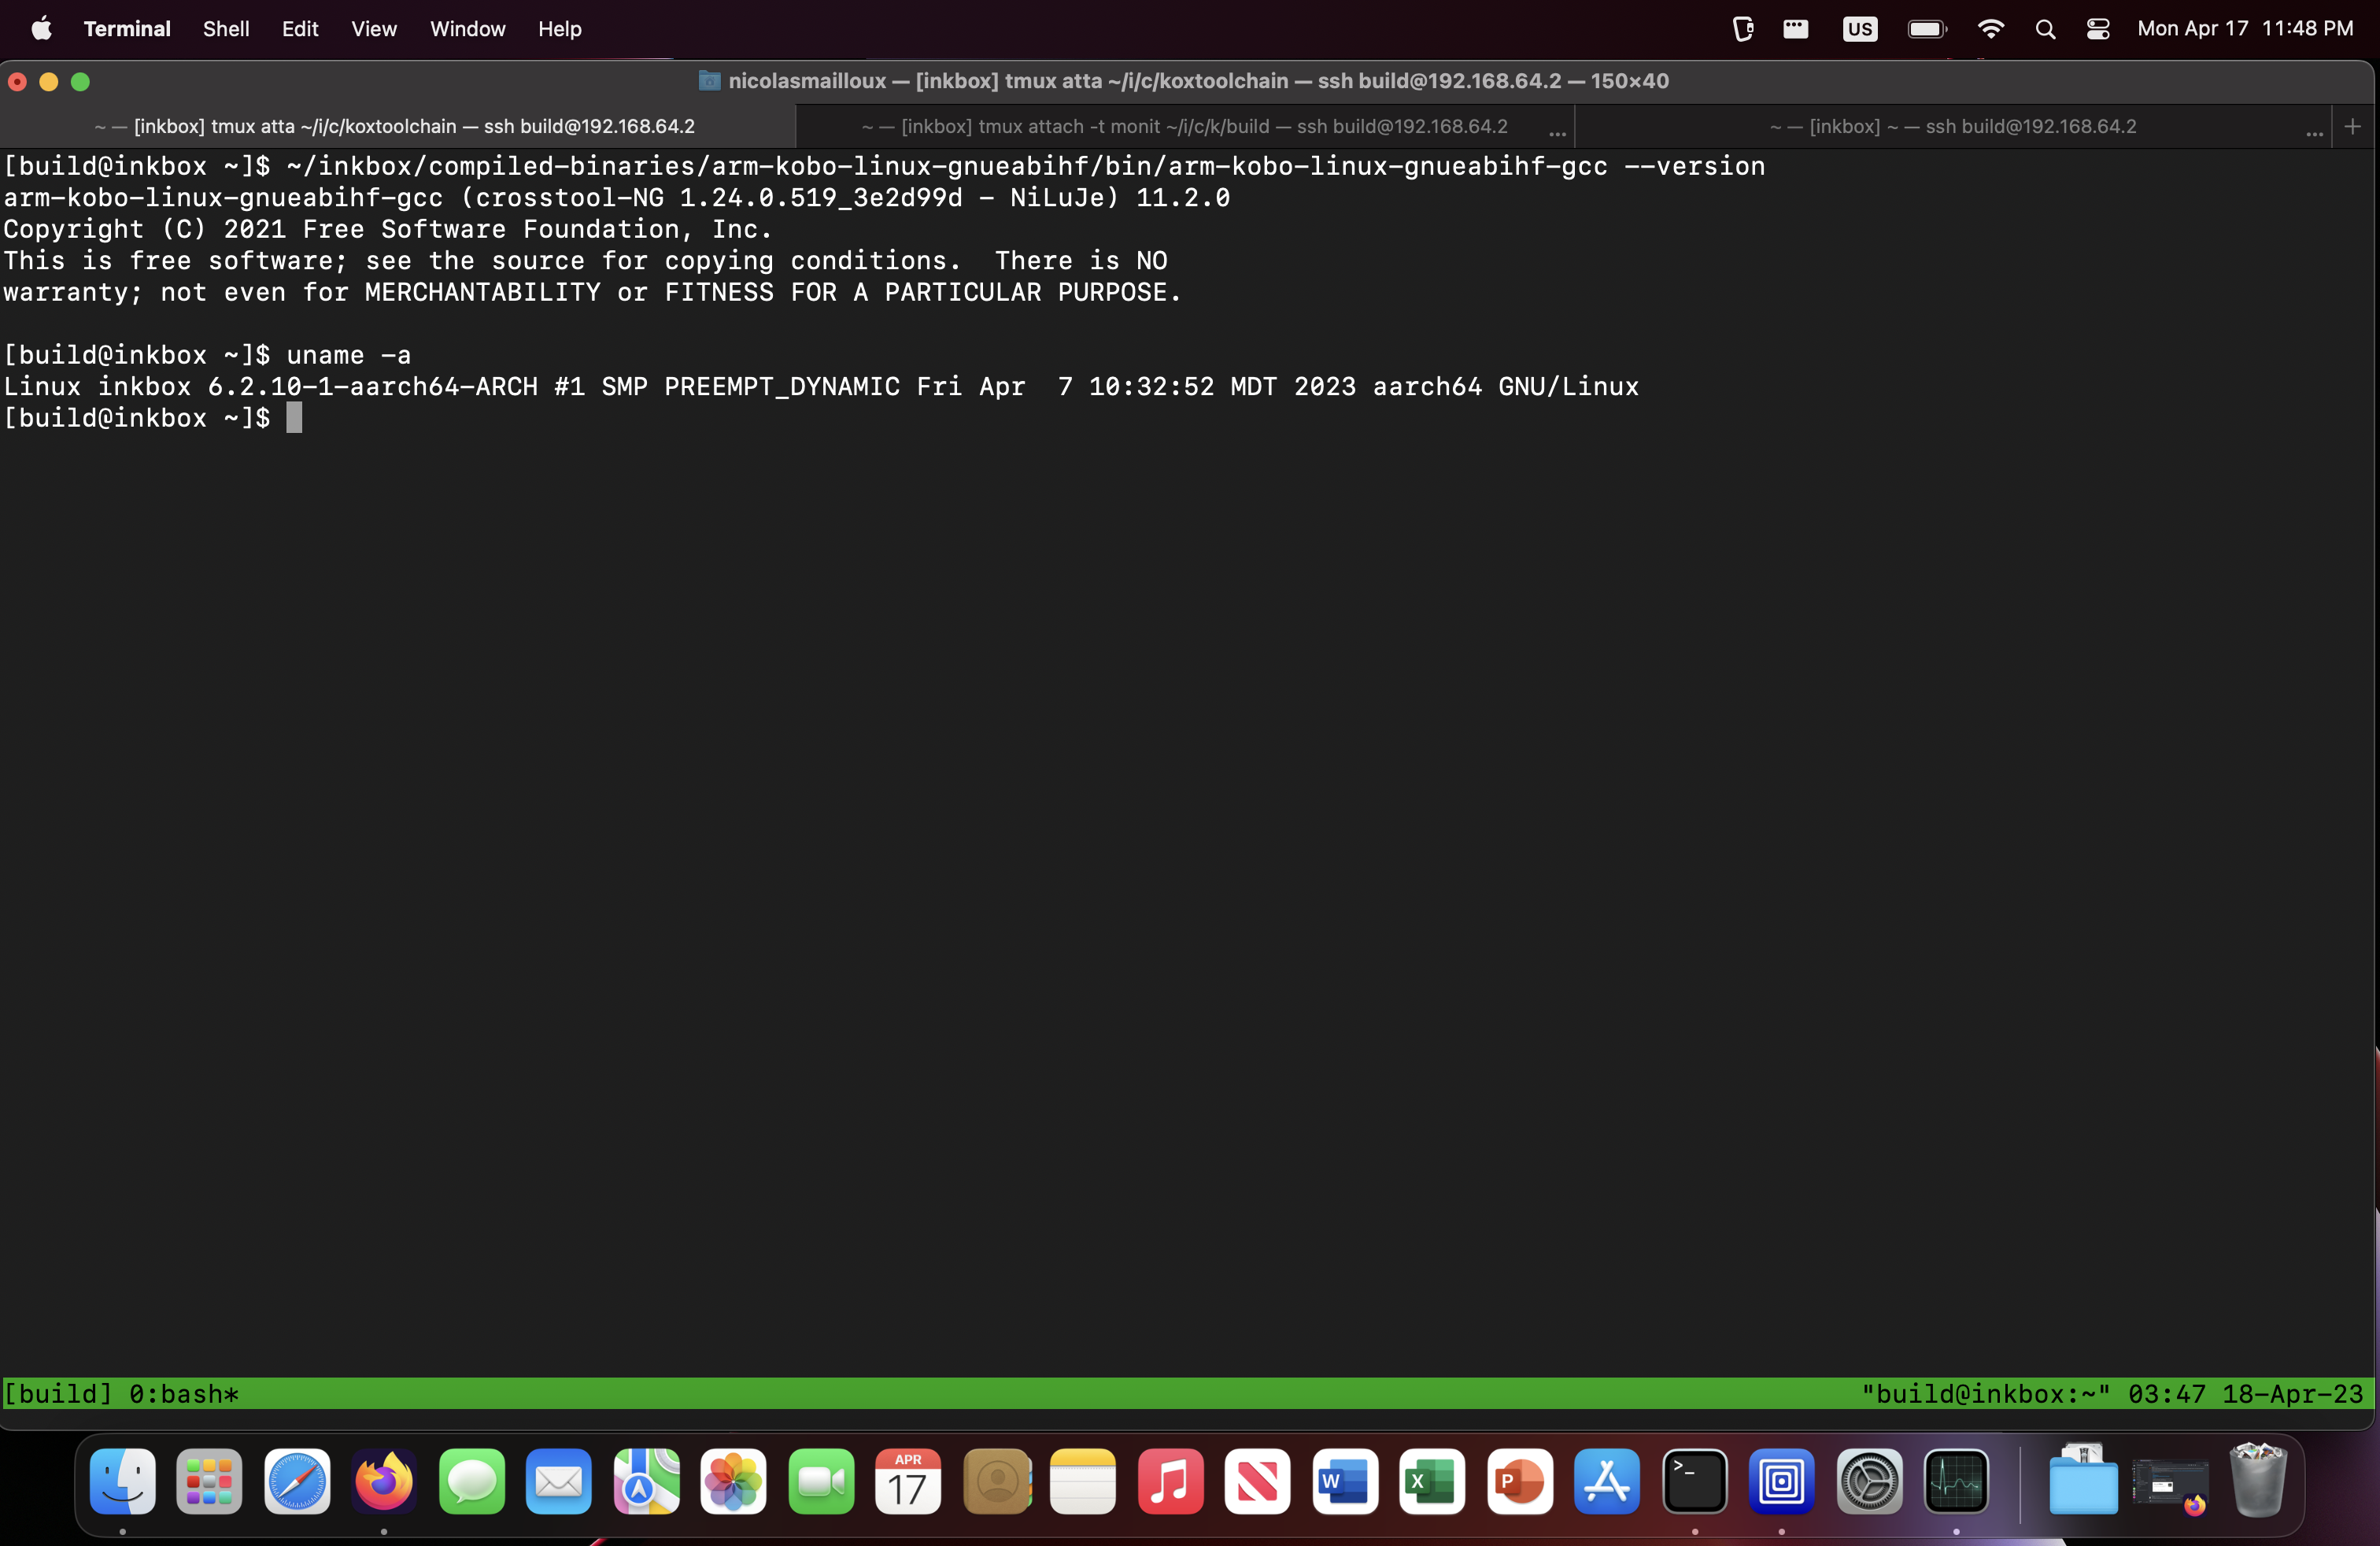 Terminal Shell Edit View Window Help US Mon Apr 17 11:48 PM
nicolasmailloux — [inkbox] tmux atta ~/i/c/koxtoolchain — ssh build@192.168.64.2 — 150×40
~ — [inkbox] tmux atta ~/i/c/koxtoolchain — ssh build@192.168.64.2
~ — [inkbox] tmux attach -t monit ~/i/c/k/build — ssh build@192.168.64.2 ...
~ — [inkbox] ~ — ssh build@192.168.64.2 ... +
[build@inkbox ~]$ ~/inkbox/compiled-binaries/arm-kobo-linux-gnueabihf/bin/arm-kobo-linux-gnueabihf-gcc --version
arm-kobo-linux-gnueabihf-gcc (crosstool-NG 1.24.0.519_3e2d99d - NiLuJe) 11.2.0
Copyright (C) 2021 Free Software Foundation, Inc.
This is free software; see the source for copying conditions.  There is NO
warranty; not even for MERCHANTABILITY or FITNESS FOR A PARTICULAR PURPOSE.
[build@inkbox ~]$ uname -a
Linux inkbox 6.2.10-1-aarch64-ARCH #1 SMP PREEMPT_DYNAMIC Fri Apr  7 10:32:52 MDT 2023 aarch64 GNU/Linux
[build@inkbox ~]$
[build] 0:bash* "build@inkbox:~" 03:47 18-Apr-23
APR
17
W
X
P
>_